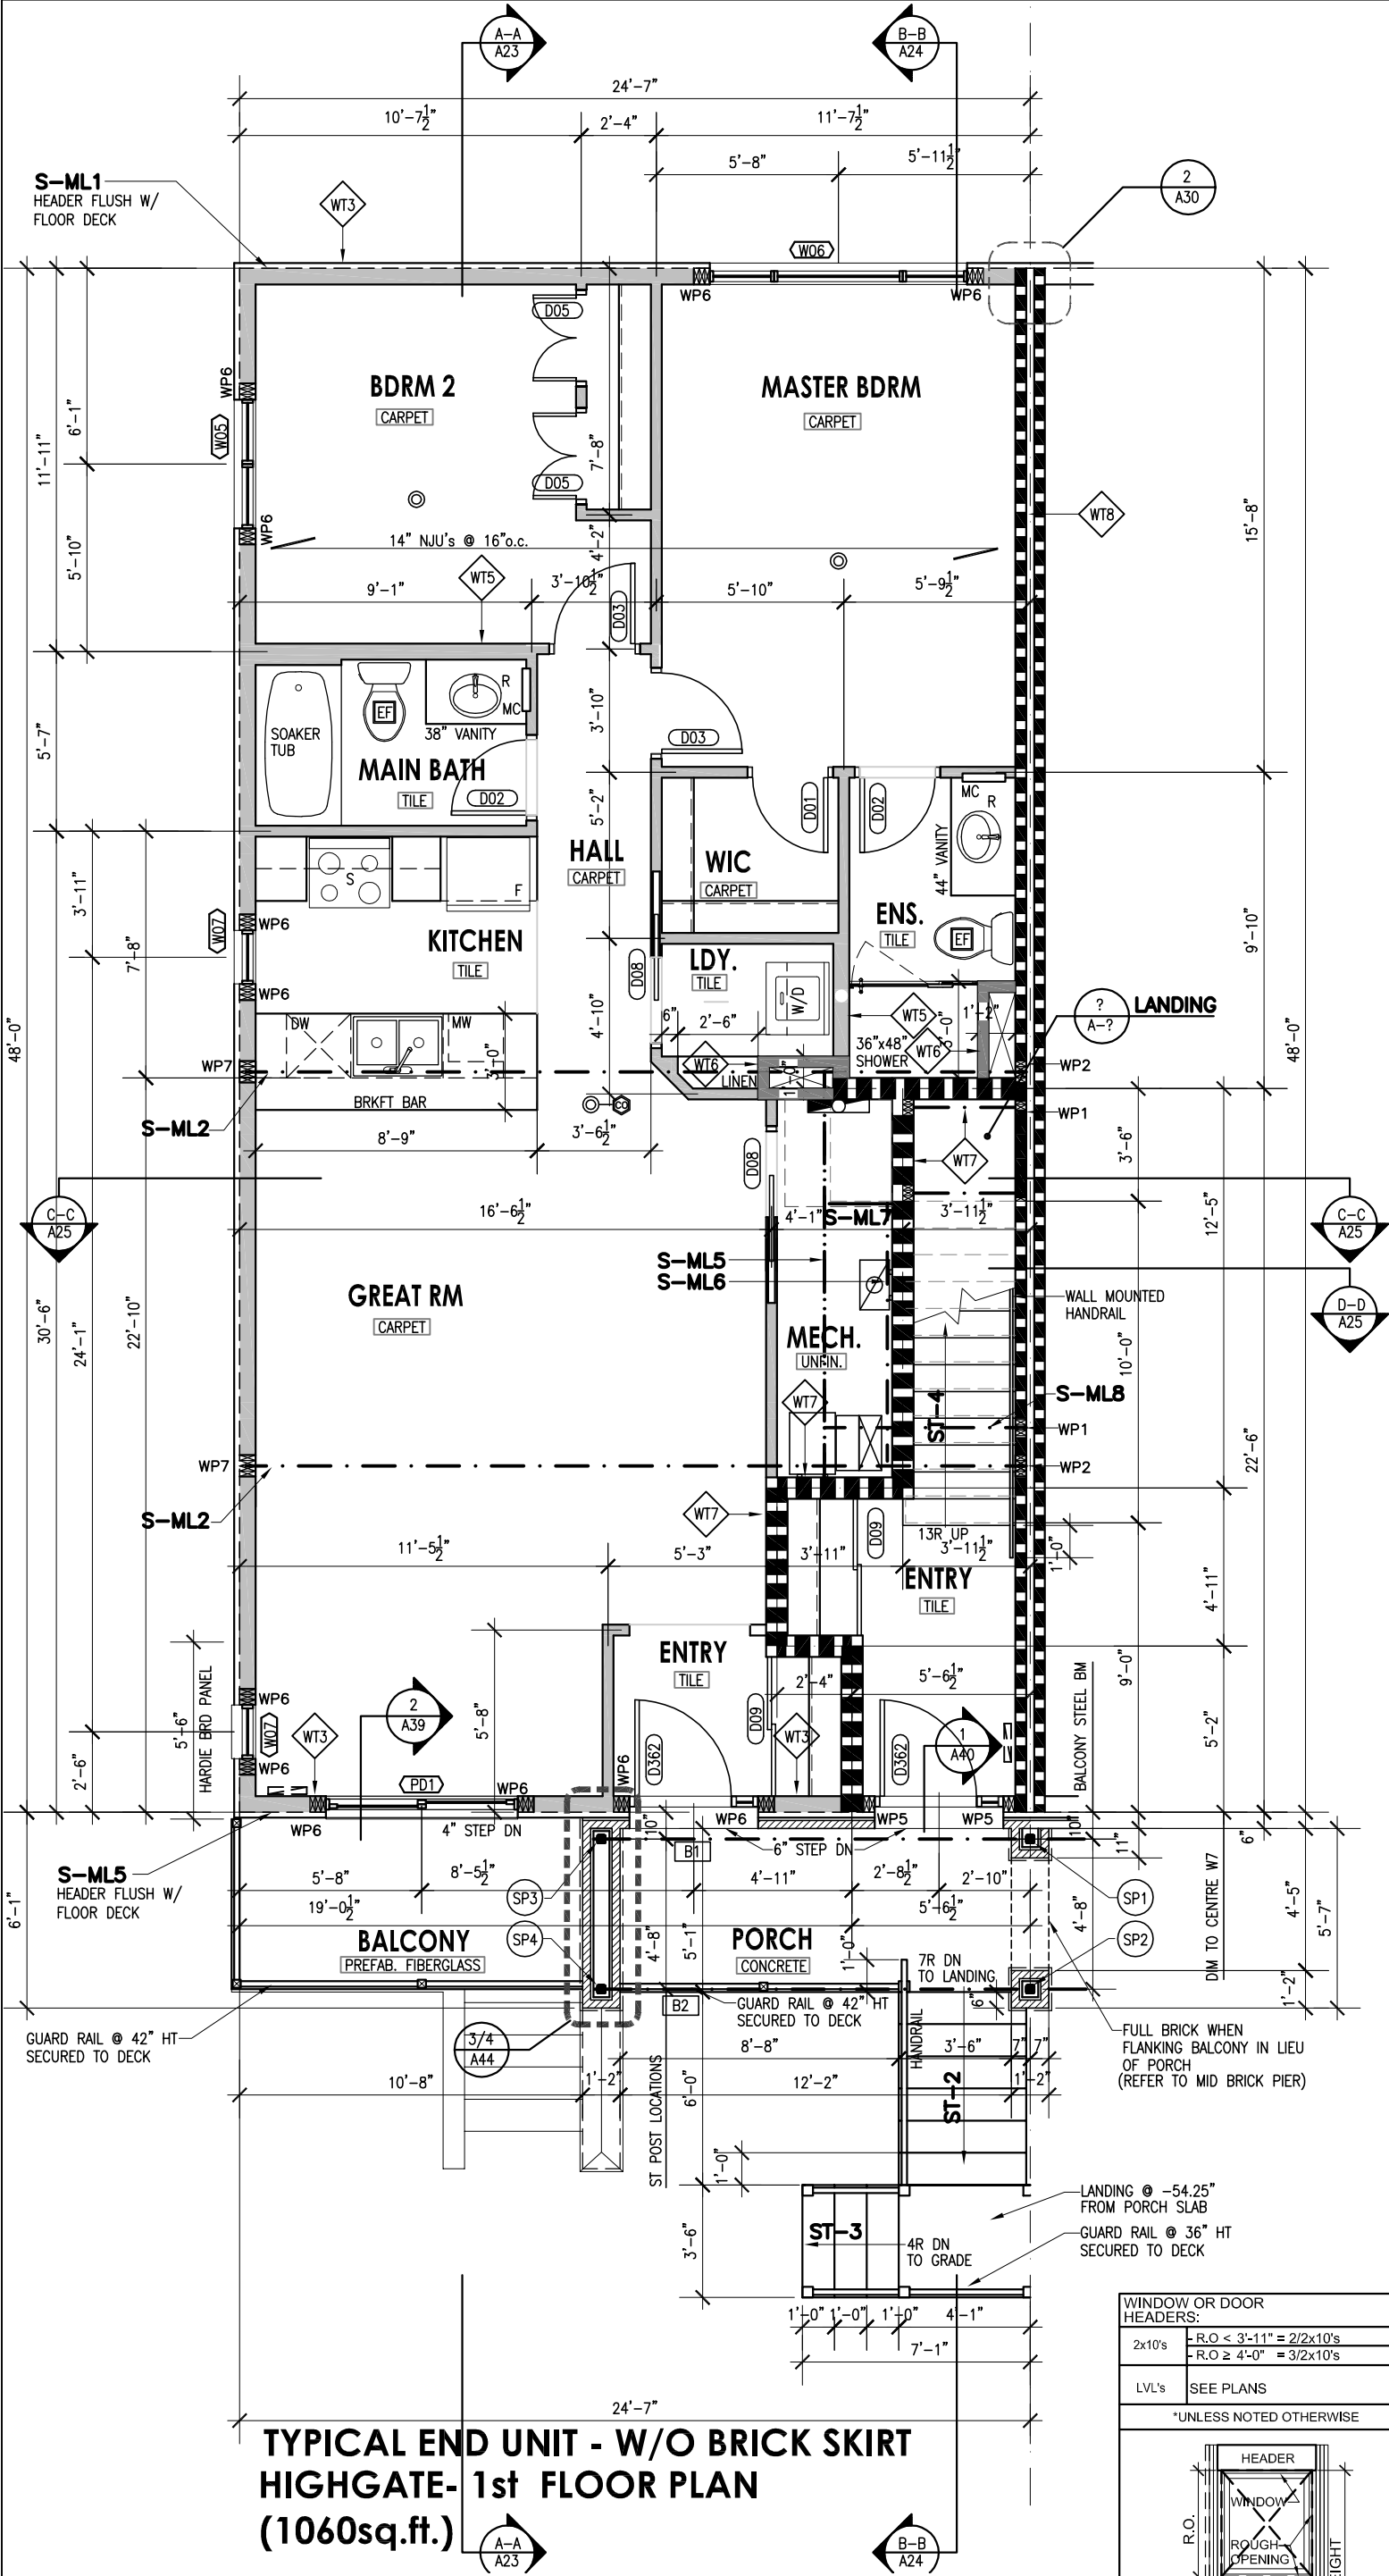 A-A
A23
B-B
A24
24'-7"
10'-7½"
2'-4"
11'-7½"
5'-8"
5'-11½"
2
A30
S-ML1
HEADER FLUSH W/
FLOOR DECK
WT3
W06
WP6
WP6
D05
BDRM 2
CARPET
MASTER BDRM
CARPET
WP6
W05
6'-1"
11'-11"
7'-8"
D05
WP6
WT8
15'-8"
14" NJU's @ 16"o.c.
4'-2"
5'-10"
WT5
9'-1"
3'-10½"
5'-10"
5'-9½"
D03
SOAKER
TUB
EF
R
MC
38" VANITY
3'-10"
D03
5'-7"
MAIN BATH
TILE
D02
5'-2"
D01
D02
MC
R
44" VANITY
HALL
CARPET
WIC
CARPET
S
F
3'-11"
7'-8"
W07
WP6
KITCHEN
TILE
ENS.
TILE
EF
9'-10"
LDY.
TILE
D08
W/D
WP6
48'-0"
48'-0"
4'-10"
6"
2'-6"
WT5
1'-2"
?
A-?
LANDING
DW
MW
3'-0"
36"x48"
SHOWER
3'-0"
WT6
WT6
LINEN
1'-0"
WP7
WP2
BRKFT BAR
CO
WP1
S-ML2
8'-9"
3'-6½"
D08
WT7
3'-6"
C-C
A25
16'-6½"
4'-1"
S-ML7
3'-11½"
12'-5"
C-C
A25
S-ML5
S-ML6
GREAT RM
CARPET
WALL MOUNTED
HANDRAIL
D-D
A25
30'-6"
24'-1"
22'-10"
MECH.
UNFIN.
10'-0"
WT7
ST-4
S-ML8
WP1
22'-6"
WP7
WP2
S-ML2
WT7
D09
13R UP
11'-5½"
5'-3"
3'-11"
3'-11½"
1'-0"
ENTRY
TILE
4'-11"
ENTRY
TILE
HARDIE BRD PANEL
5'-6"
2'-4"
5'-6½"
9'-0"
WP6
W07
WT3
2
A39
5'-8"
D09
WT3
1
A40
BALCONY STEEL BM
5'-2"
2'-6"
WP6
PD1
WP6
WP6
D362
D362
WP6
4" STEP DN
10"
WP6
WP5
WP5
10"
11"
6"
B1
6" STEP DN
S-ML5
HEADER FLUSH W/
FLOOR DECK
5'-8"
8'-5½"
4'-11"
2'-8½"
2'-10"
SP3
SP1
6'-1"
19'-0½"
5'-6½"
4'-8"
4'-5"
5'-7"
BALCONY
PREFAB. FIBERGLASS
SP4
4'-8"
5'-1"
PORCH
CONCRETE
1'-0"
7R DN
TO LANDING
SP2
DIM TO CENTRE W7
6"
1'-2"
B2
GUARD RAIL @ 42" HT
SECURED TO DECK
GUARD RAIL @ 42" HT
SECURED TO DECK
3/4
A44
HANDRAIL
FULL BRICK WHEN
FLANKING BALCONY IN LIEU
OF PORCH
(REFER TO MID BRICK PIER)
8'-8"
3'-6"
7"
7"
10'-8"
1'-2"
12'-2"
1'-2"
ST POST LOCATIONS
6'-0"
ST-2
1'-0"
LANDING @ -54.25"
FROM PORCH SLAB
3'-6"
ST-3
4R DN
TO GRADE
GUARD RAIL @ 36" HT
SECURED TO DECK
1'-0"
1'-0"
1'-0"
4'-1"
7'-1"
WINDOW OR DOOR
HEADERS:
2x10's
- R.O < 3'-11" = 2/2x10's
- R.O ≥ 4'-0" = 3/2x10's
LVL's
SEE PLANS
*UNLESS NOTED OTHERWISE
24'-7"
TYPICAL END UNIT - W/O BRICK SKIRT
HIGHGATE- 1st FLOOR PLAN
(1060sq.ft.)
HEADER
WINDOW
R.O.
ROUGH
OPENING
A-A
A23
B-B
A24